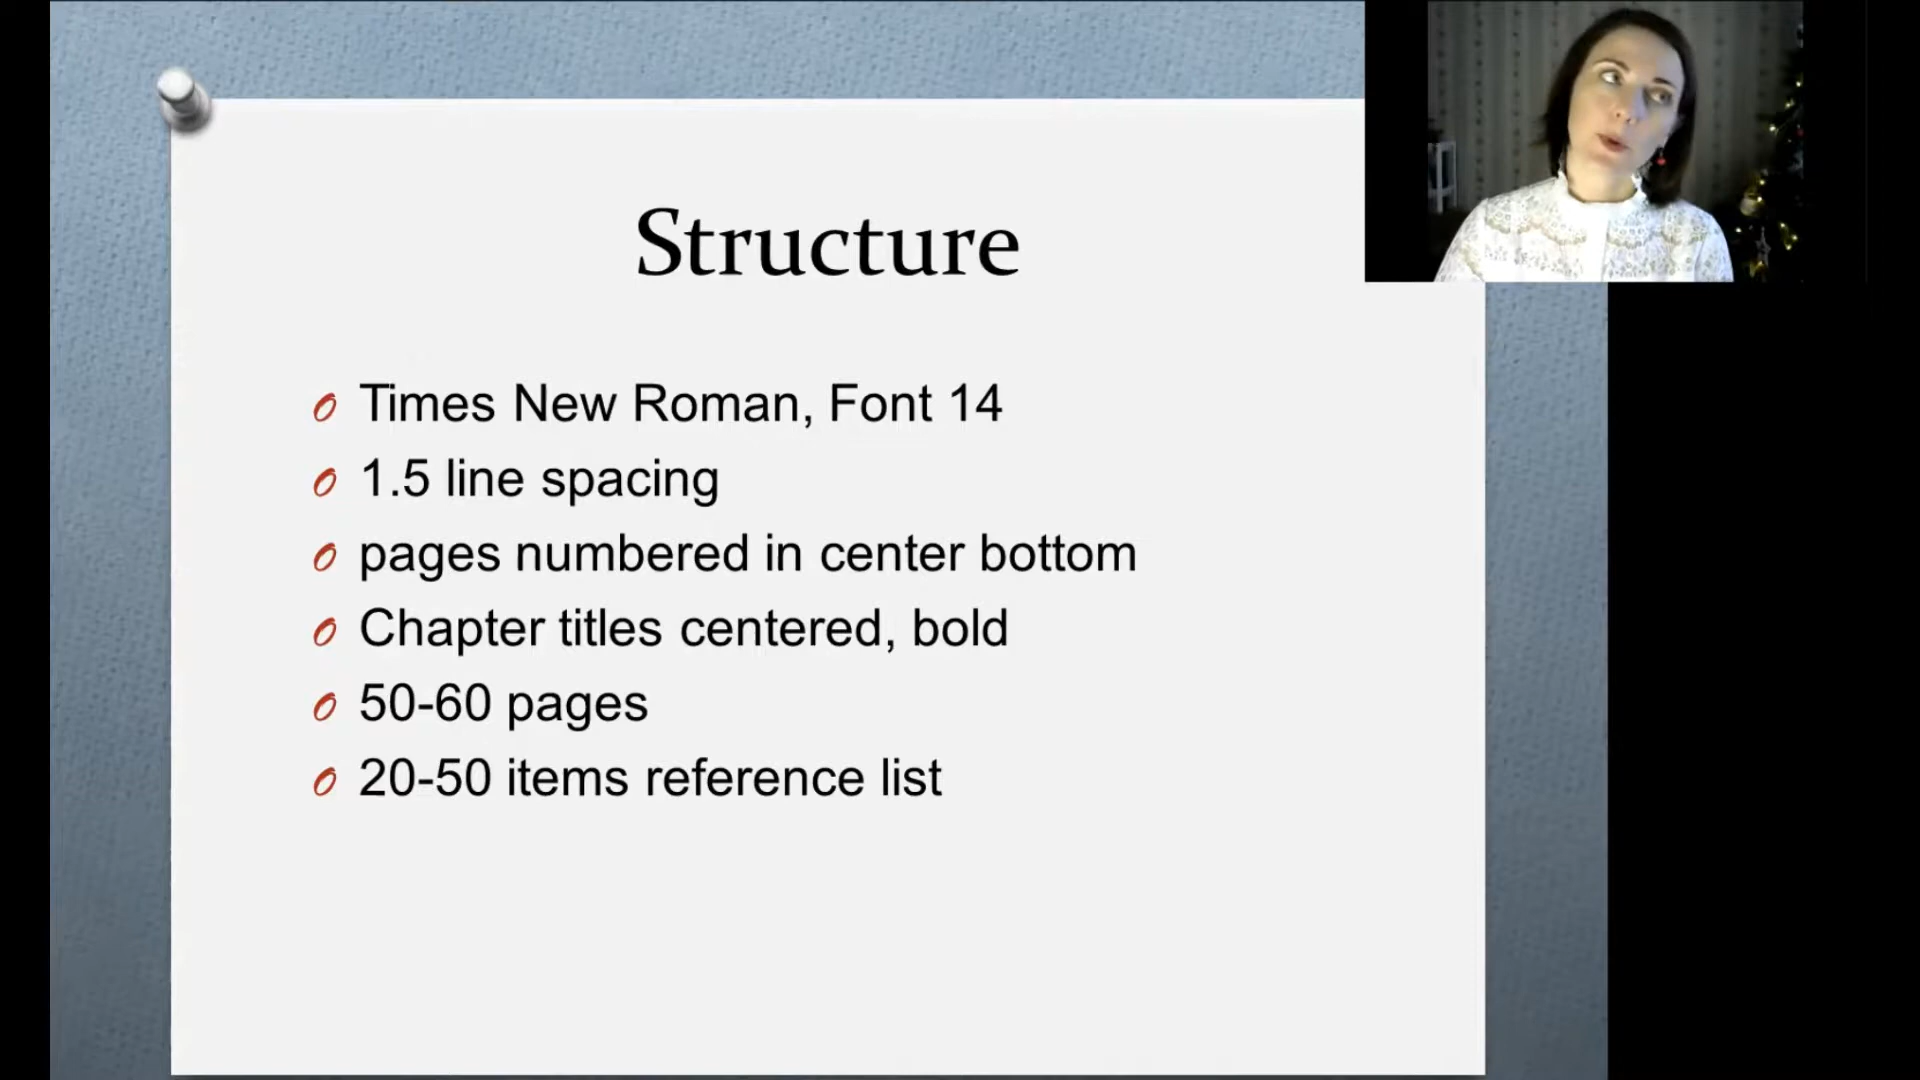 Structure
Times New Roman, Font 14
1.5 line spacing
pages numbered in center bottom
Chapter titles centered, bold
50-60 pages
20-50 items reference list